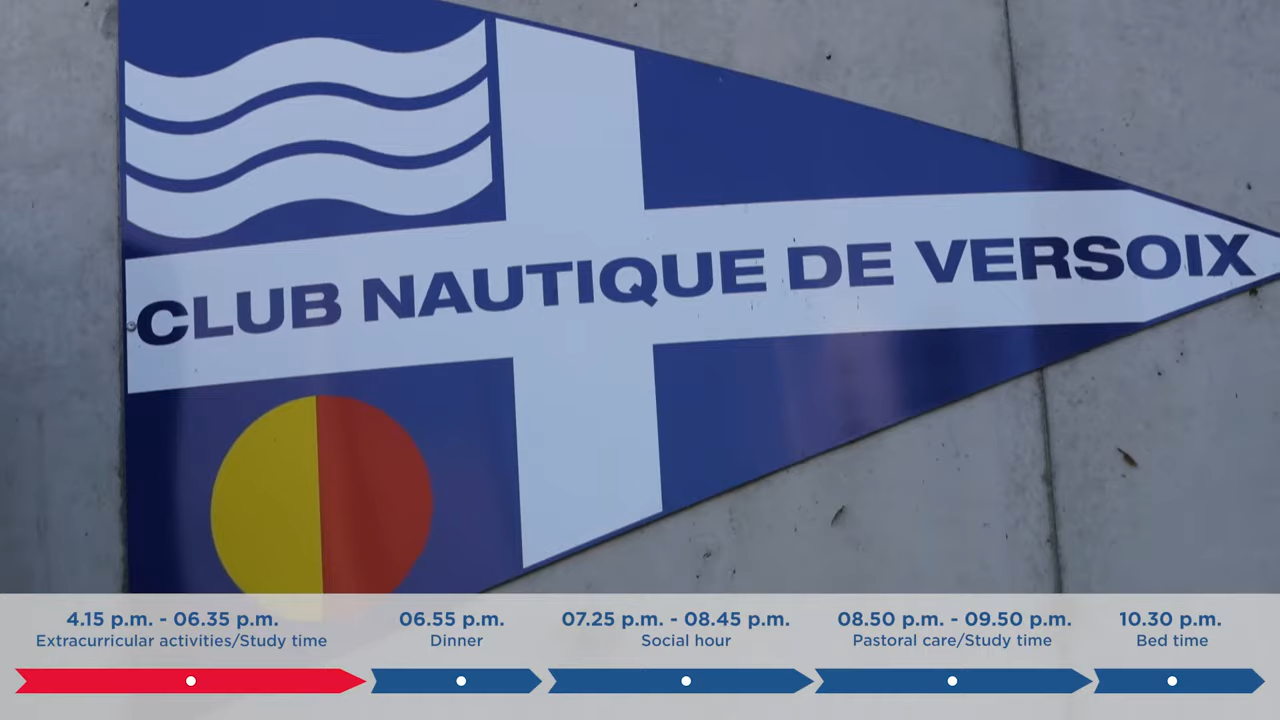 CLUB NAUTIQUE DE VERSOIX
4.15 p.m. - 06.35 p.m.
Extracurricular activities/Study time
06.55 p.m.
Dinner
07.25 p.m. - 08.45 p.m.
Social hour
08.50 p.m. - 09.50 p.m.
Pastoral care/Study time
10.30 p.m.
Bed time